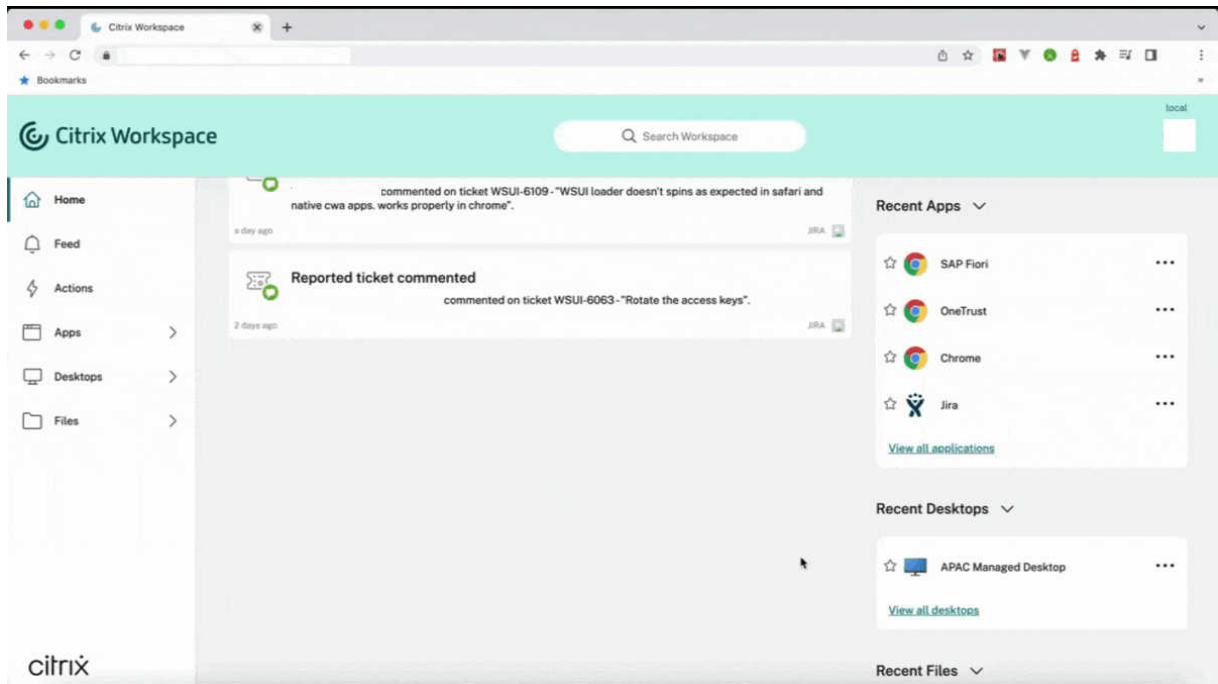 Citrix Workspace
Bookmarks
local
Citrix Workspace
Search Workspace
Home
Feed
Actions
Apps
Desktops
Files
citrix
commented on ticket WSUI-6109-"WSUI loader doesn't spins as expected in safari and
native cwa apps. works properly in chrome".
a day ago
JIRA
Reported ticket commented
commented on ticket WSUI-6063-"Rotate the access keys".
2 days ago
JIRA
Recent Apps
SAP Fiori
OneTrust
Chrome
Jira
View all applications
Recent Desktops
APAC Managed Desktop
View all desktops
Recent Files